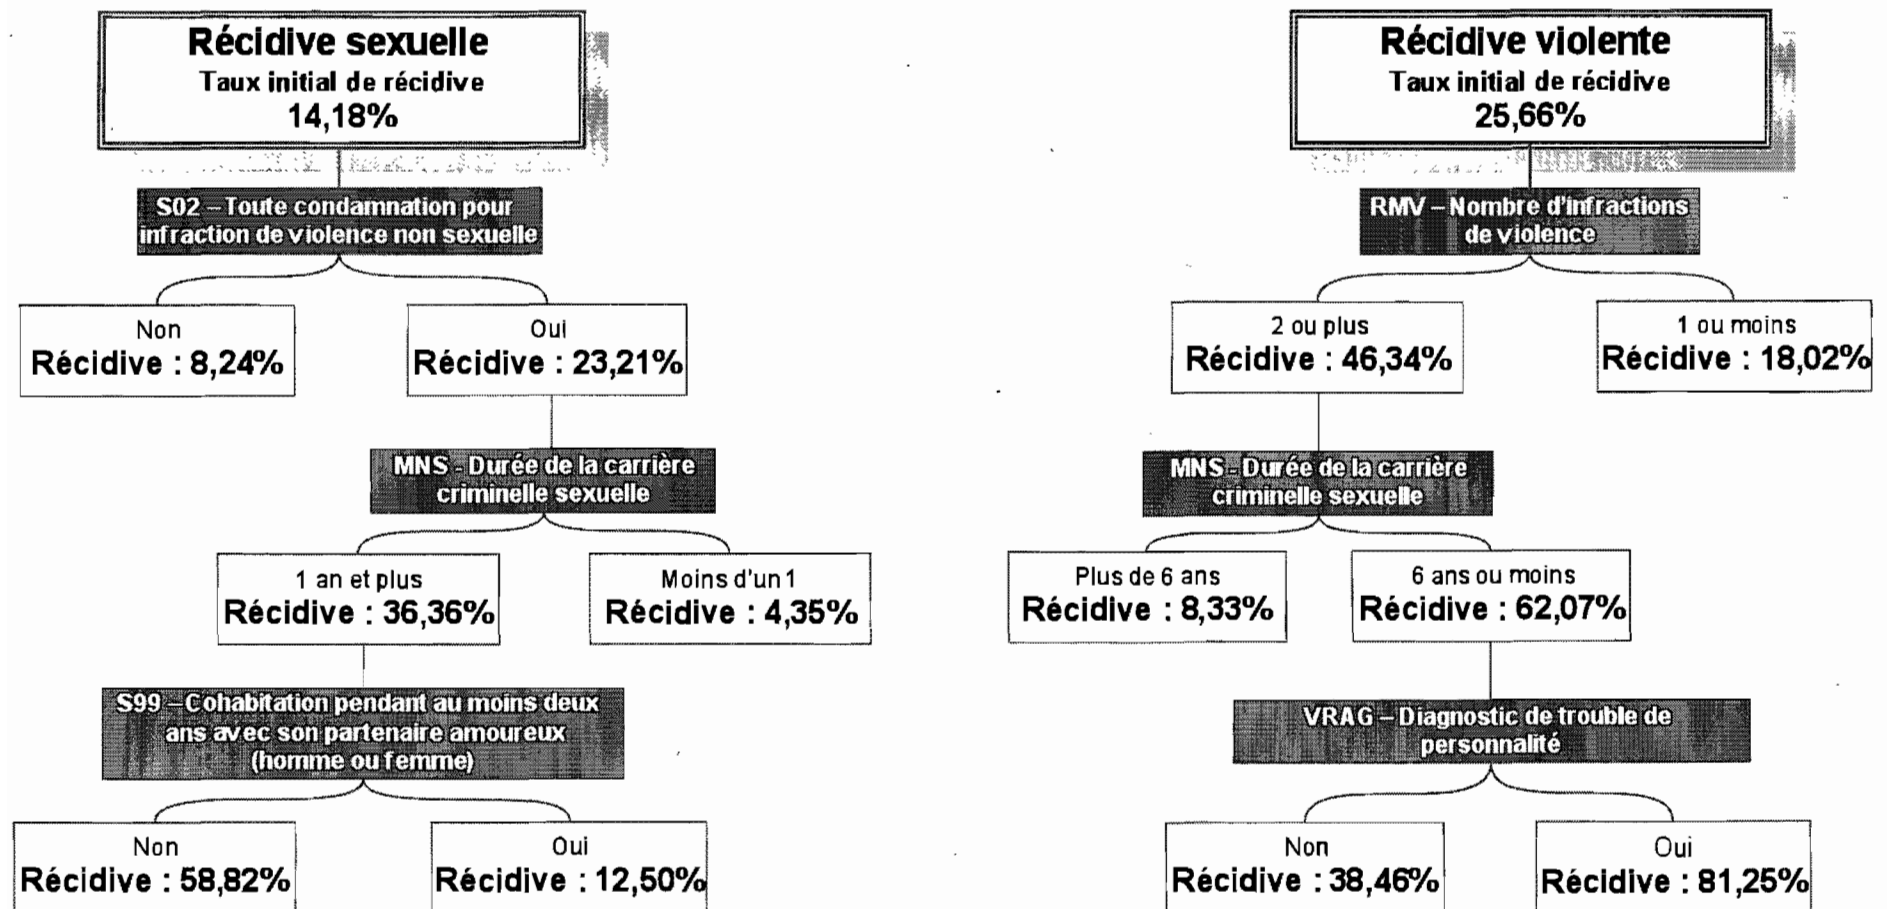 Récidive sexuelle
Taux initial de récidive
14,18%
S02 – Toute condamnation pour
infraction de violence non sexuelle
Non
Récidive : 8,24%
Oui
Récidive : 23,21%
MNS - Durée de la carrière
criminelle sexuelle
1 an et plus
Récidive : 36,36%
Moins d'un 1
Récidive : 4,35%
S99 – Cohabitation pendant au moins deux
ans avec son partenaire amoureux
(homme ou femme)
Non
Récidive : 58,82%
Oui
Récidive : 12,50%
Récidive violente
Taux initial de récidive
25,66%
RMV – Nombre d'infractions
de violence
2 ou plus
Récidive : 46,34%
1 ou moins
Récidive : 18,02%
MNS - Durée de la carrière
criminelle sexuelle
Plus de 6 ans
Récidive : 8,33%
6 ans ou moins
Récidive : 62,07%
VRAG – Diagnostic de trouble de
personnalité
Non
Récidive : 38,46%
Oui
Récidive : 81,25%